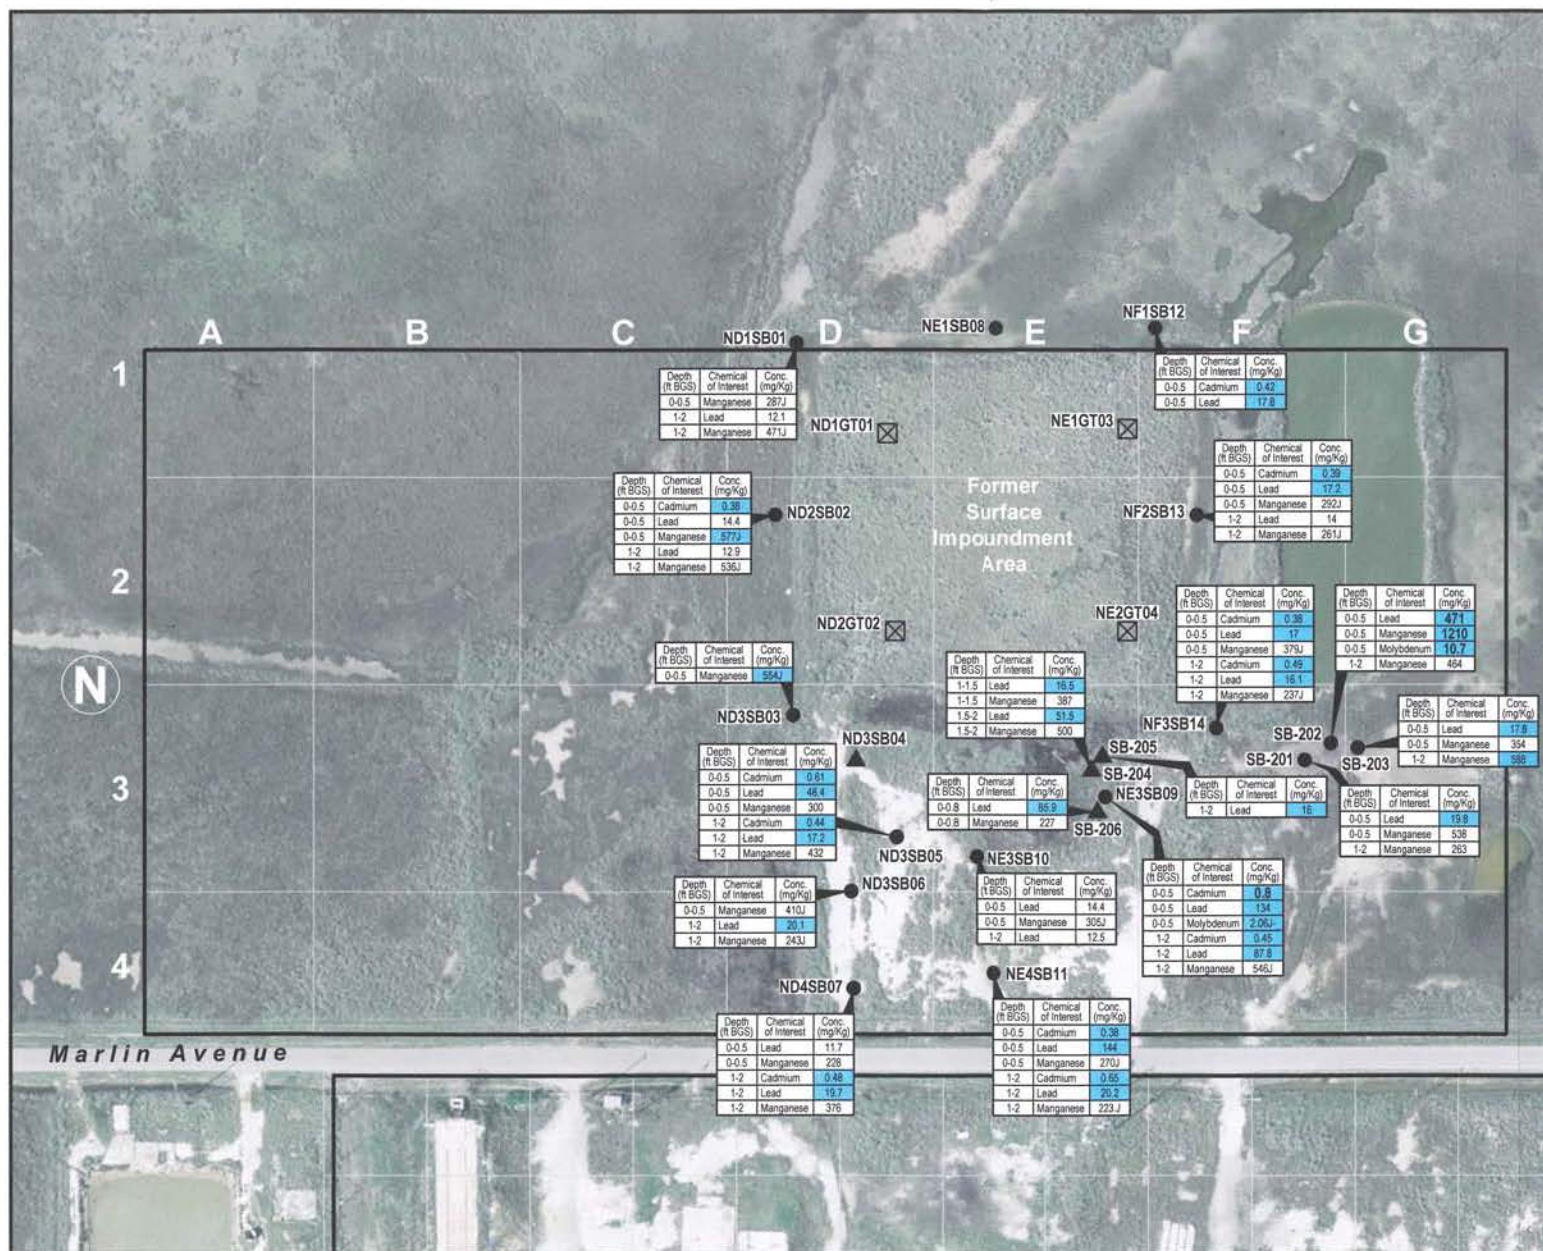 A B C D E F G
NE1SB08
NF1SB12
ND1SB01
1
Depth (ft BGS) Chemical of Interest Conc. (mg/Kg)
0-0.5 Manganese 287J
1-2 Lead 12.1
1-2 Manganese 471J
Depth (ft BGS) Chemical of Interest Conc. (mg/Kg)
0-0.5 Cadmium 0.42
0-0.5 Lead 17.8
ND1GT01
NE1GT03
Depth (ft BGS) Chemical of Interest Conc. (mg/Kg)
0-0.5 Cadmium 0.39
0-0.5 Lead 17.2
0-0.5 Manganese 292J
1-2 Lead 14
1-2 Manganese 261J
NF2SB13
Depth (ft BGS) Chemical of Interest Conc. (mg/Kg)
0-0.5 Cadmium 0.38
0-0.5 Lead 14.4
0-0.5 Manganese 577J
1-2 Lead 12.9
1-2 Manganese 536J
ND2SB02
Former
Surface
Impoundment
Area
2
ND2GT02
NE2GT04
Depth (ft BGS) Chemical of Interest Conc. (mg/Kg)
0-0.5 Cadmium 0.38
0-0.5 Lead 17
0-0.5 Manganese 379J
1-2 Cadmium 0.49
1-2 Lead 16.1
1-2 Manganese 237J
NF3SB14
Depth (ft BGS) Chemical of Interest Conc. (mg/Kg)
0-0.5 Lead 471
0-0.5 Manganese 1210
0-0.5 Molybdenum 10.7
1-2 Manganese 464
SB-202
N
Depth (ft BGS) Chemical of Interest Conc. (mg/Kg)
0-0.5 Manganese 554J
ND3SB03
Depth (ft BGS) Chemical of Interest Conc. (mg/Kg)
1-1.5 Lead 16.5
1-1.5 Manganese 387
1.5-2 Lead 51.5
1.5-2 Manganese 500
SB-204
Depth (ft BGS) Chemical of Interest Conc. (mg/Kg)
0-0.5 Lead 17.8
0-0.5 Manganese 354
1-2 Manganese 588
SB-203
SB-201
ND3SB04
SB-205
3
Depth (ft BGS) Chemical of Interest Conc. (mg/Kg)
0-0.5 Cadmium 0.61
0-0.5 Lead 48.4
0-0.5 Manganese 300
1-2 Cadmium 0.44
1-2 Lead 17.2
1-2 Manganese 432
ND3SB05
Depth (ft BGS) Chemical of Interest Conc. (mg/Kg)
0-0.8 Lead 85.9
0-0.8 Manganese 227
SB-206
NE3SB09
Depth (ft BGS) Chemical of Interest Conc. (mg/Kg)
1-2 Lead 16
Depth (ft BGS) Chemical of Interest Conc. (mg/Kg)
0-0.5 Lead 19.8
0-0.5 Manganese 538
1-2 Manganese 263
NE3SB10
Depth (ft BGS) Chemical of Interest Conc. (mg/Kg)
0-0.5 Lead 14.4
0-0.5 Manganese 305J
1-2 Lead 12.5
Depth (ft BGS) Chemical of Interest Conc. (mg/Kg)
0-0.5 Cadmium 0.8
0-0.5 Lead 134
0-0.5 Molybdenum 2.06J-
1-2 Cadmium 0.45
1-2 Lead 87.8
1-2 Manganese 546J
ND3SB06
Depth (ft BGS) Chemical of Interest Conc. (mg/Kg)
0-0.5 Manganese 410J
1-2 Lead 20.1
1-2 Manganese 243J
4
ND4SB07
NE4SB11
Depth (ft BGS) Chemical of Interest Conc. (mg/Kg)
0-0.5 Lead 11.7
0-0.5 Manganese 228
1-2 Cadmium 0.48
1-2 Lead 19.7
1-2 Manganese 376
Depth (ft BGS) Chemical of Interest Conc. (mg/Kg)
0-0.5 Cadmium 0.38
0-0.5 Lead 144
0-0.5 Manganese 270J
1-2 Cadmium 0.65
1-2 Lead 20.2
1-2 Manganese 223 J
Marlin Avenue